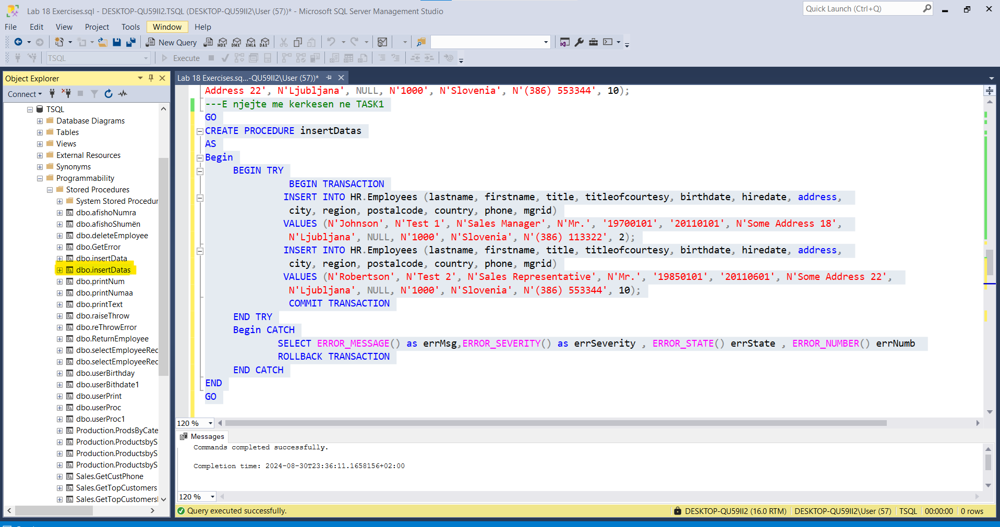 Lab 18 Exercises.sql - DESKTOP-QU59II2.TSQL (DESKTOP-QU59II2\User (57))* - Microsoft SQL Server Management Studio
Quick Launch (Ctrl+Q)
File Edit View Project Tools Window Help
New Query MDX DMX XMLA DAX
TSQL Execute
Object Explorer
Connect
TSQL
Database Diagrams
Tables
Views
External Resources
Synonyms
Programmability
Stored Procedures
System Stored Procedur
dbo.afishoNumra
dbo.afishoShumën
dbo.deleteEmployee
dbo.GetError
dbo.insertData
dbo.insertDatas
dbo.printNum
dbo.printNumaa
dbo.printText
dbo.raiseThrow
dbo.reThrowError
dbo.ReturnEmployee
dbo.selectEmployeeRec
dbo.selectEmployeeRec
dbo.userBirthday
dbo.userBithdate1
dbo.userPrint
dbo.userProc
dbo.userProc1
Production.ProdsByCate
Production.ProductsbyS
Production.ProductsbyS
Production.ProductsbyS
Sales.GetCustPhone
Sales.GetTopCustomers
Sales.GetTopCustomersl
Lab 18 Exercises.sq...-QU59II2\User (57))*
Address 22', N'Ljubljana', NULL, N'1000', N'Slovenia', N'(386) 553344', 10);
---E njejte me kerkesen ne TASK1
GO
CREATE PROCEDURE insertDatas
AS
Begin
BEGIN TRY
BEGIN TRANSACTION
INSERT INTO HR.Employees (lastname, firstname, title, titleofcourtesy, birthdate, hiredate, address,
city, region, postalcode, country, phone, mgrid)
VALUES (N'Johnson', N'Test 1', N'Sales Manager', N'Mr.', '19700101', '20110101', N'Some Address 18',
N'Ljubljana', NULL, N'1000', N'Slovenia', N'(386) 113322', 2);
INSERT INTO HR.Employees (lastname, firstname, title, titleofcourtesy, birthdate, hiredate, address,
city, region, postalcode, country, phone, mgrid)
VALUES (N'Robertson', N'Test 2', N'Sales Representative', N'Mr.', '19850101', '20110601', N'Some Address 22',
N'Ljubljana', NULL, N'1000', N'Slovenia', N'(386) 553344', 10);
COMMIT TRANSACTION
END TRY
Begin CATCH
SELECT ERROR_MESSAGE() as errMsg,ERROR_SEVERITY() as errSeverity , ERROR_STATE() errState , ERROR_NUMBER() errNumb
ROLLBACK TRANSACTION
END CATCH
END
GO
120 %
Messages
Commands completed successfully.
Completion time: 2024-08-30T23:36:11.1658156+02:00
120 %
Query executed successfully. DESKTOP-QU59II2 (16.0 RTM) DESKTOP-QU59II2\User (57) TSQL 00:00:00 0 rows